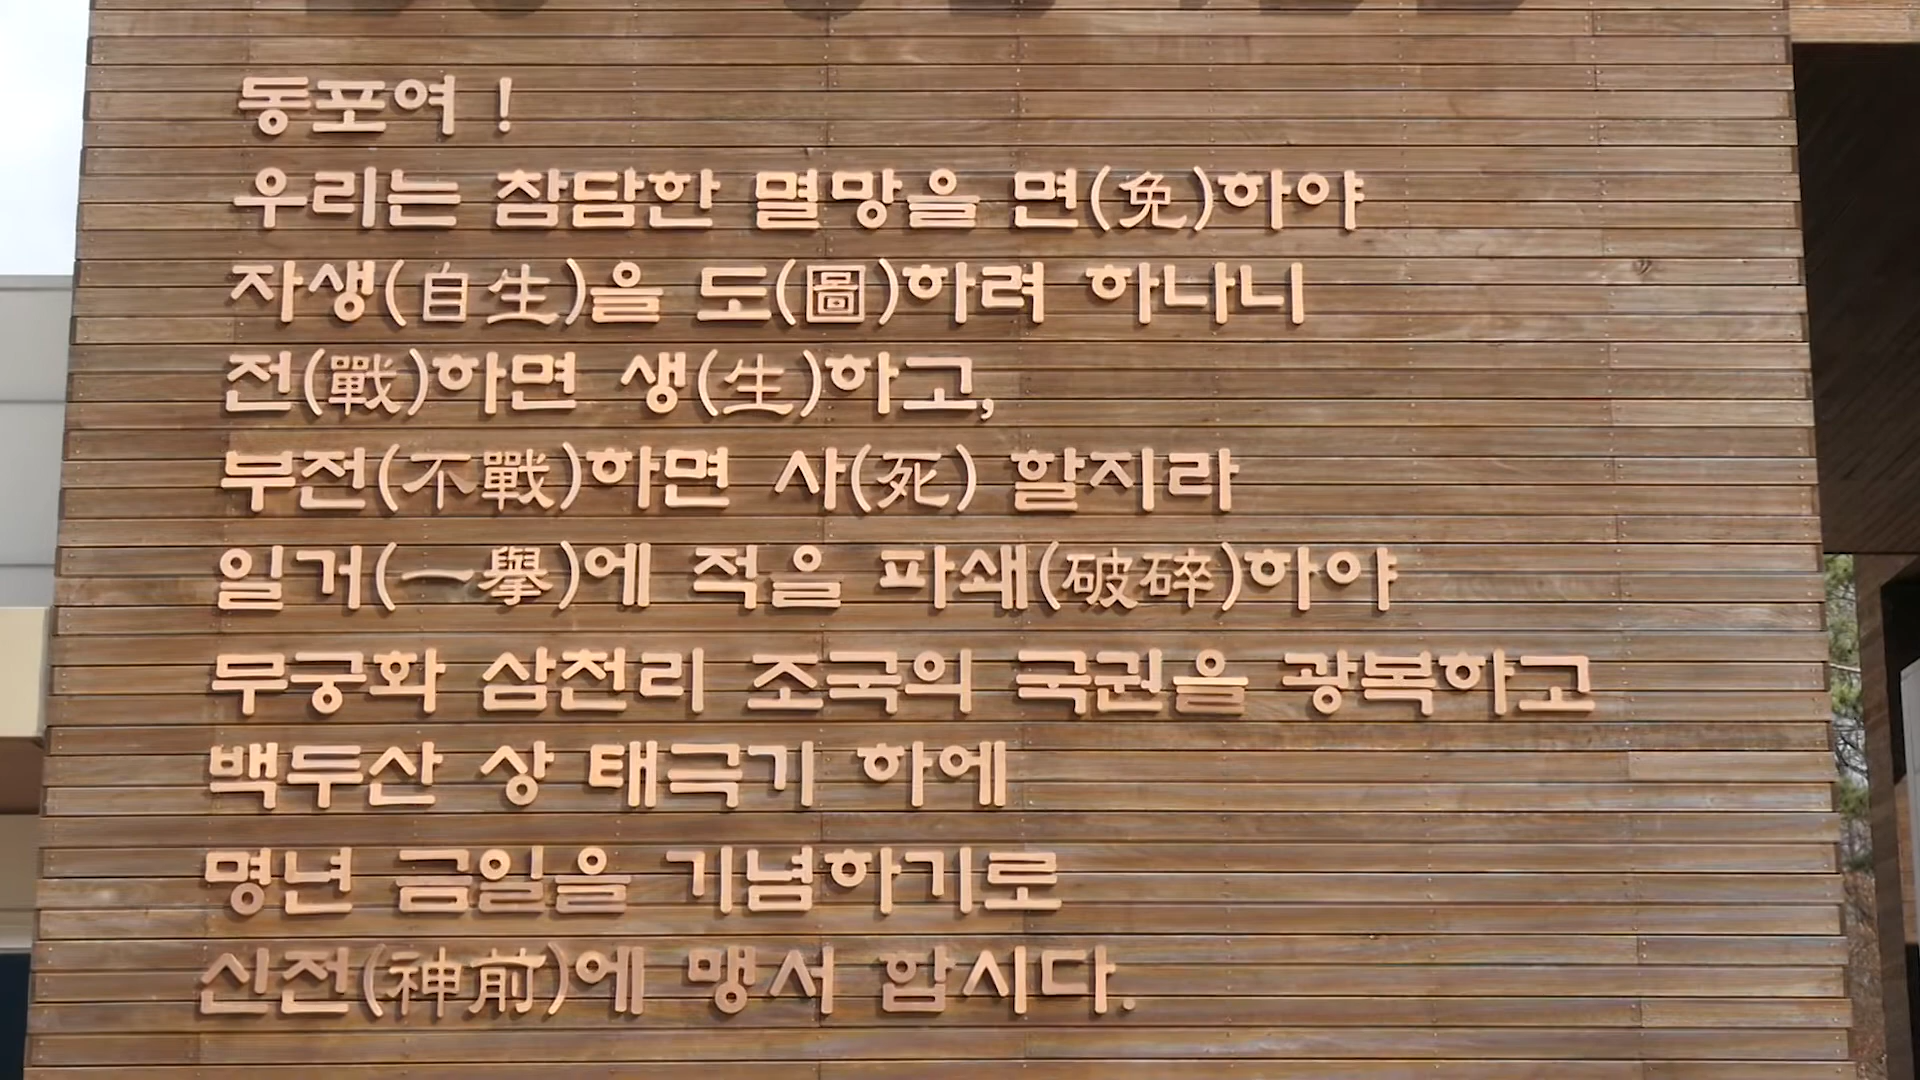 동포여 !
우리는 참담한 멸망을 면(免)하야
자생(自生)을 도(圖)하려 하나니
전(戰)하면 생(生)하고,
부전(不戰)하면 사(死) 할지라
일거(一擧)에 적을 파쇄(破碎)하야
무궁화 삼천리 조국의 국권을 광복하고
백두산 상 태극기 하에
명년 금일을 기념하기로
신전(神前)에 맹서 합시다.